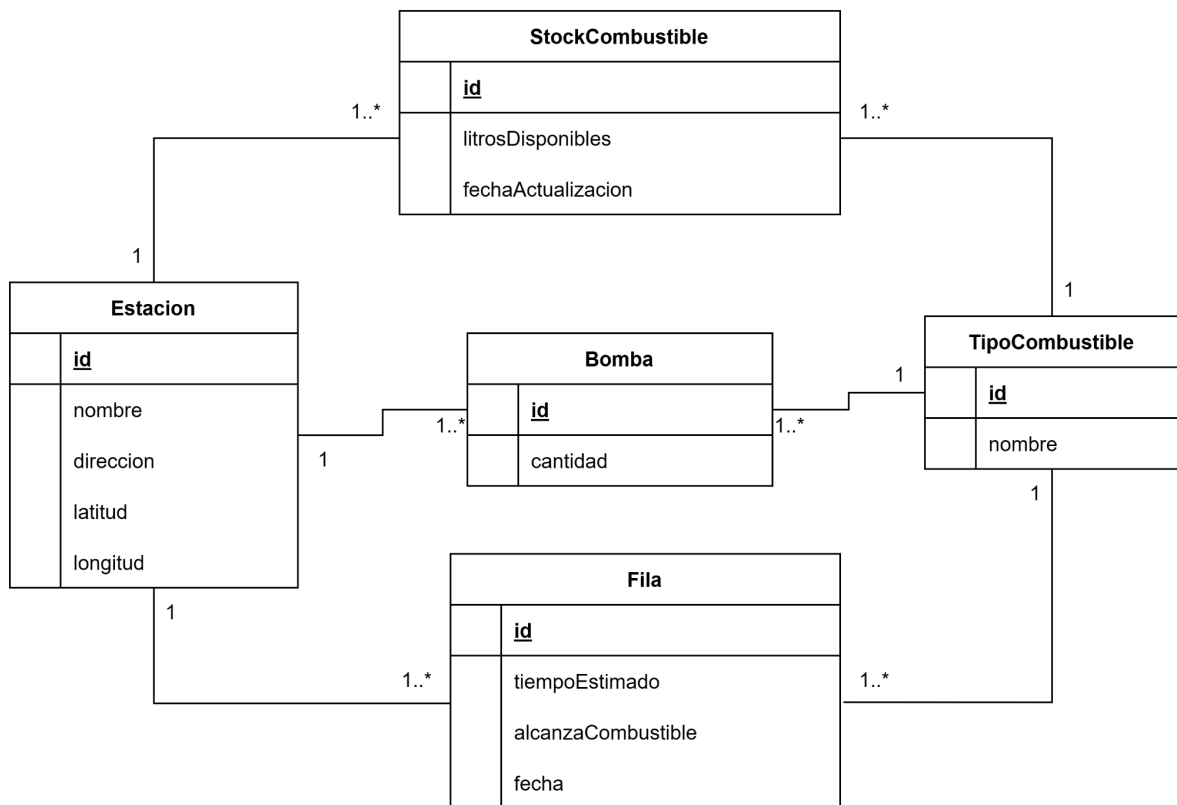 StockCombustible
id
1..*
1..*
litrosDisponibles
fechaActualizacion
1
1
Estacion
id
nombre
direccion
latitud
longitud
Bomba
id
cantidad
1
1..*
1..*
1
TipoCombustible
id
nombre
1
1
Fila
id
1..*
1..*
tiempoEstimado
alcanzaCombustible
fecha